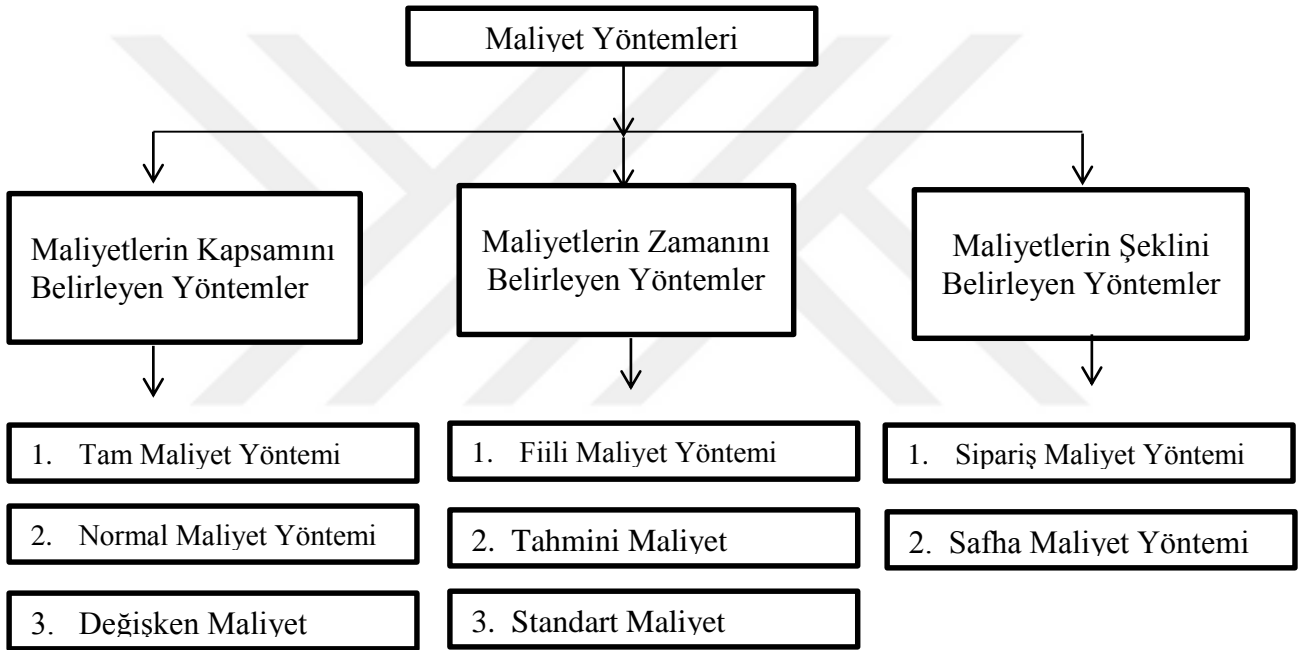 Maliyet Yöntemleri
Maliyetlerin Kapsamını
Belirleyen Yöntemler
Maliyetlerin Zamanını
Belirleyen Yöntemler
Maliyetlerin Şeklini
Belirleyen Yöntemler
1. Tam Maliyet Yöntemi
2. Normal Maliyet Yöntemi
3. Değişken Maliyet
1. Fiili Maliyet Yöntemi
2. Tahmini Maliyet
3. Standart Maliyet
1. Sipariş Maliyet Yöntemi
2. Safha Maliyet Yöntemi